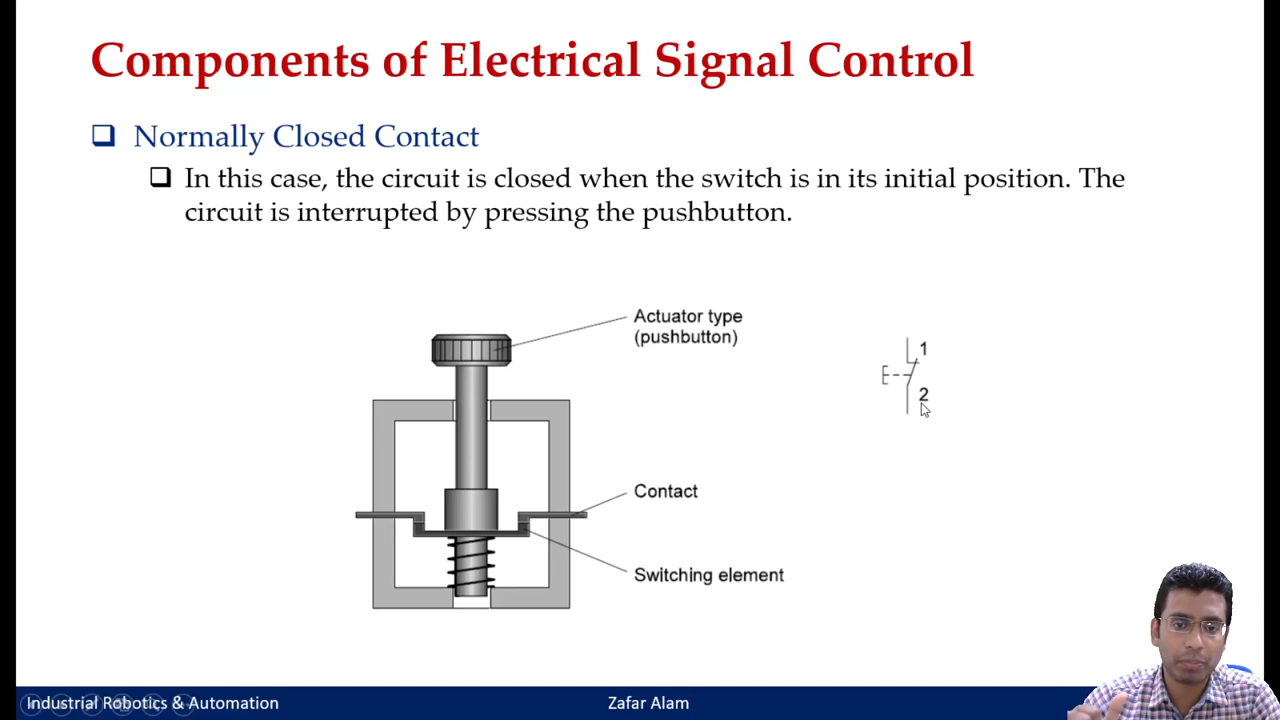 Components of Electrical Signal Control
Normally Closed Contact
In this case, the circuit is closed when the switch is in its initial position. The
circuit is interrupted by pressing the pushbutton.
Actuator type
(pushbutton)
1
2
Contact
Switching element
Industrial Robotics & Automation
Zafar Alam